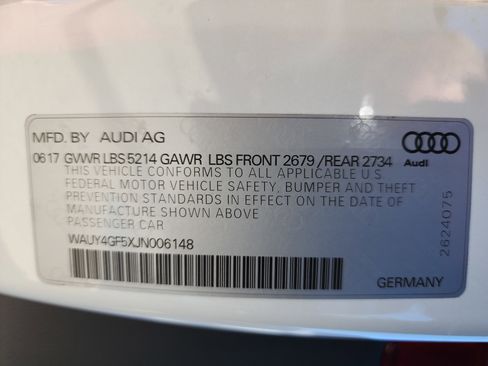 MFD. BY AUDI AG
0617 GVWR LBS 5214 GAWR LBS FRONT 2679 /REAR 2734
THIS VEHICLE CONFORMS TO ALL APPLICABLE U.S.
FEDERAL MOTOR VEHICLE SAFETY, BUMPER AND THEFT
PREVENTION STANDARDS IN EFFECT ON THE DATE OF
MANUFACTURE SHOWN ABOVE
PASSENGER CAR
WAUY4GF5XJN006148
GERMANY
Audi
2624075